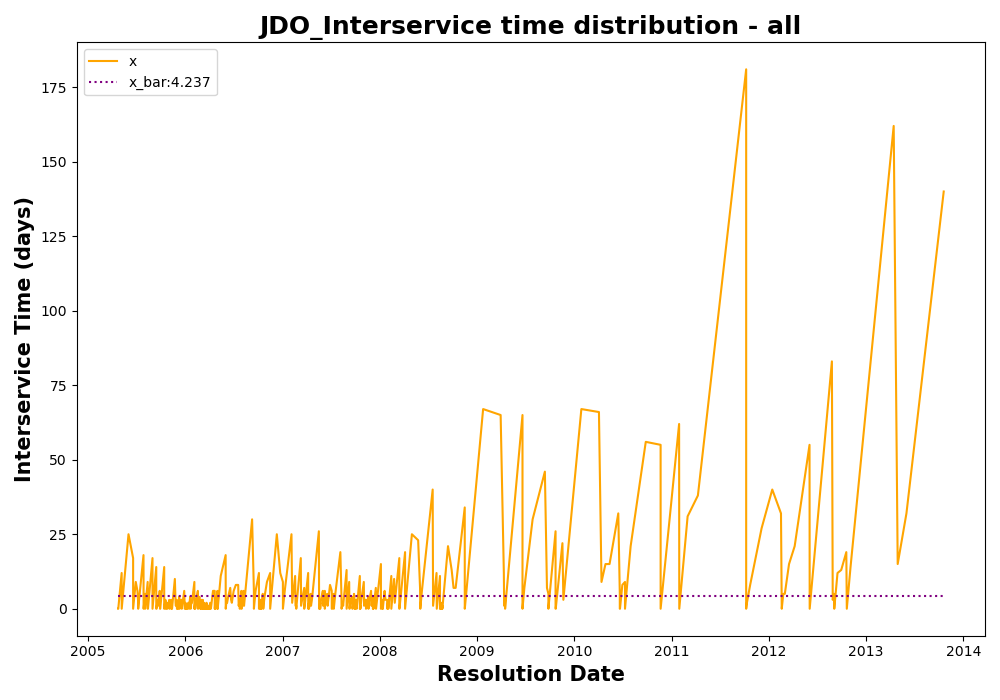 JDO_Interservice time distribution - all
x
x_bar:4.237
Interservice Time (days)
175
150
125
100
75
50
25
0
2005 2006 2007 2008 2009 2010 2011 2012 2013 2014
Resolution Date